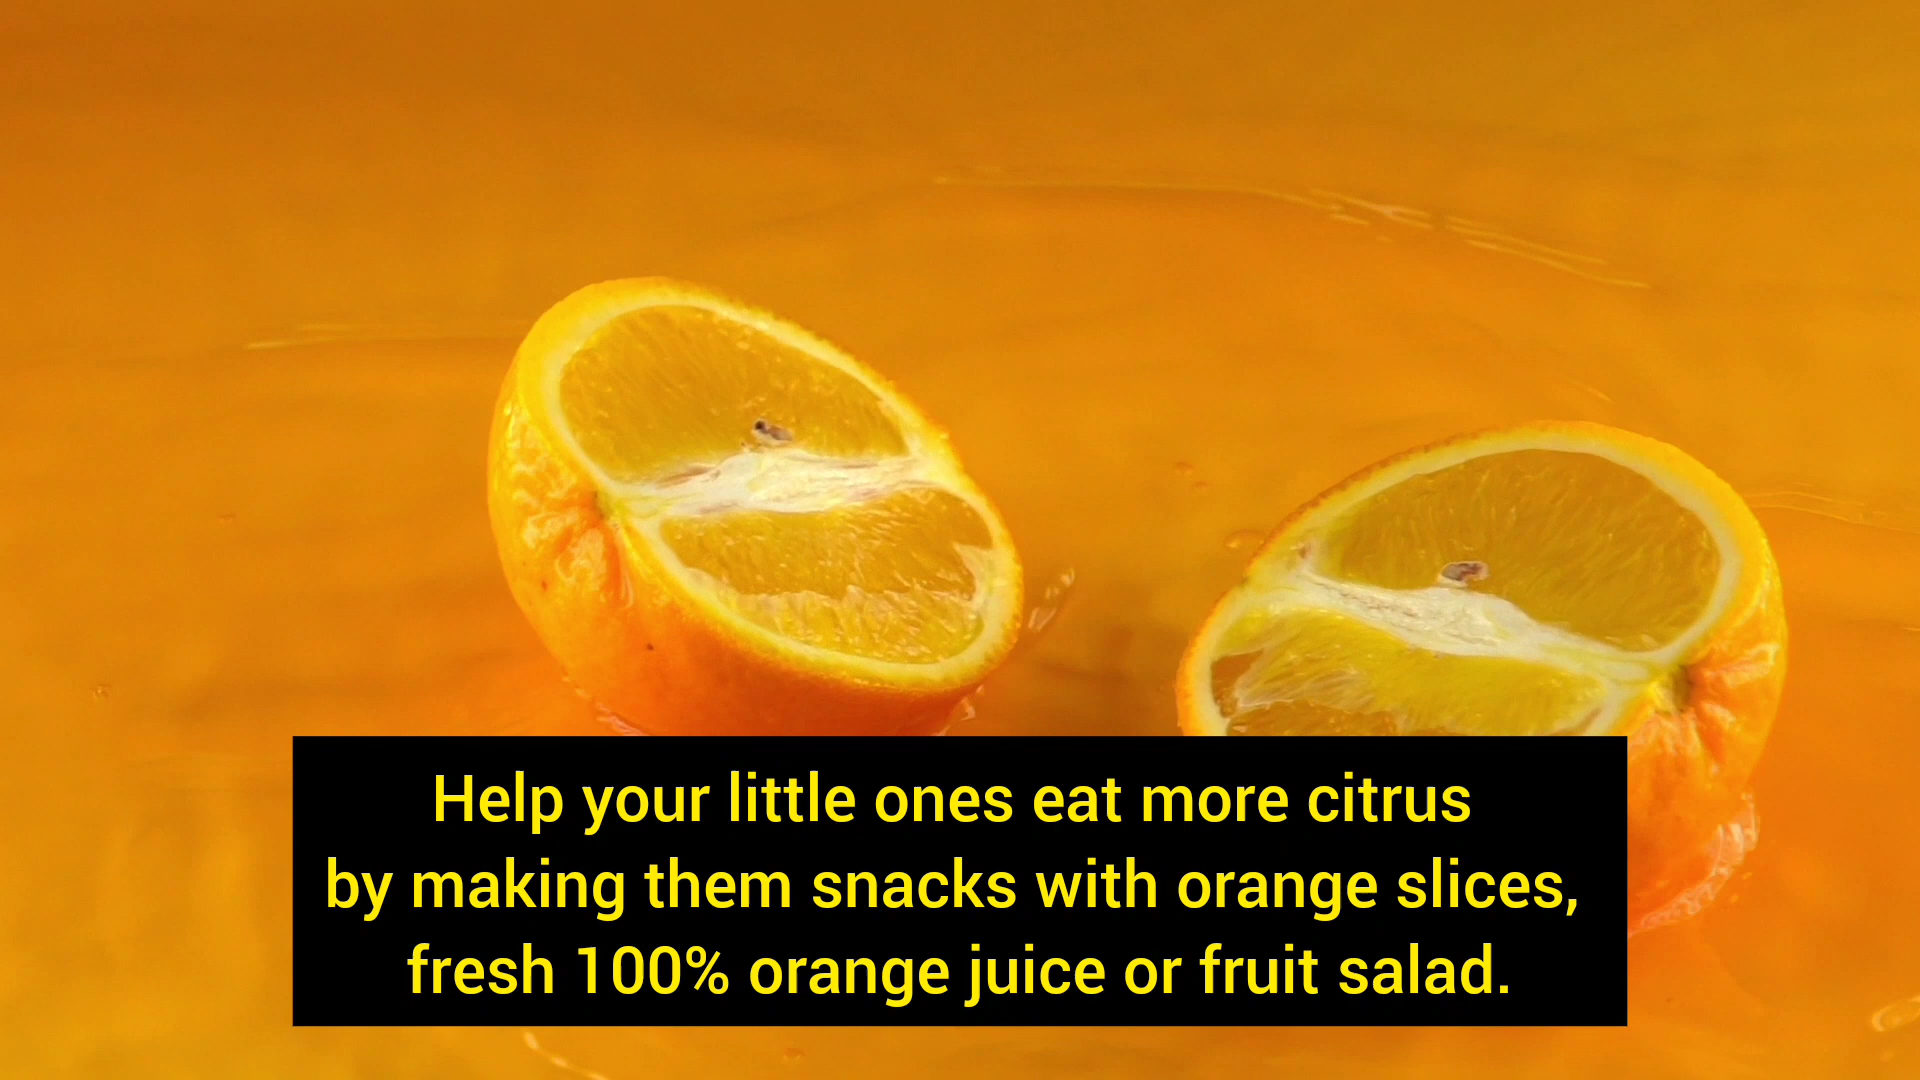 Help your little ones eat more citrus
by making them snacks with orange slices,
fresh 100% orange juice or fruit salad.